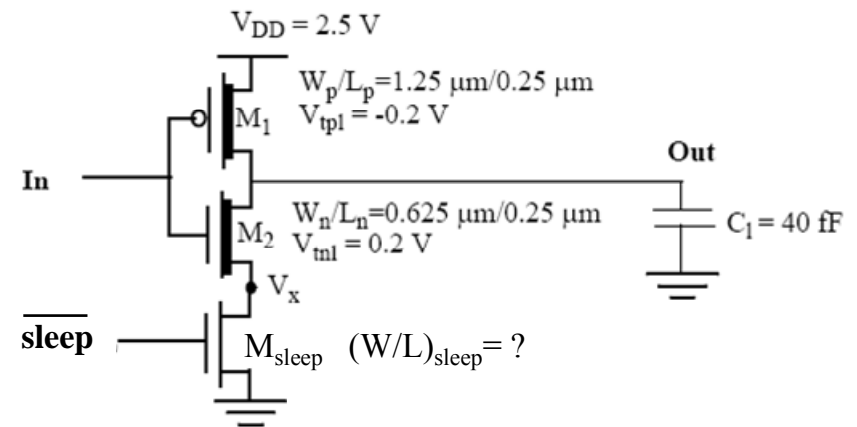 V_DD = 2.5 V
W_p/L_p=1.25 μm/0.25 μm
M_1
V_tp1 = -0.2 V
Out
In
W_n/L_n=0.625 μm/0.25 μm
M_2
V_tn1 = 0.2 V
C_1= 40 fF
V_x
sleep
M_sleep (W/L)_sleep= ?